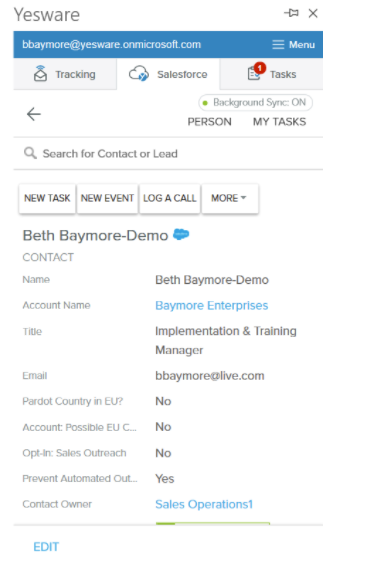 Yesware
bbaymore@yesware.onmicrosoft.com Menu
Tracking Salesforce 1 Tasks
Background Sync: ON
PERSON MY TASKS
Search for Contact or Lead
NEW TASK NEW EVENT LOG A CALL MORE
Beth Baymore-Demo
CONTACT
Name Beth Baymore-Demo
Account Name Baymore Enterprises
Title Implementation & Training
Manager
Email bbaymore@live.com
Pardot Country in EU? No
Account: Possible EU C... No
Opt-In: Sales Outreach No
Prevent Automated Out... Yes
Contact Owner Sales Operations1
EDIT